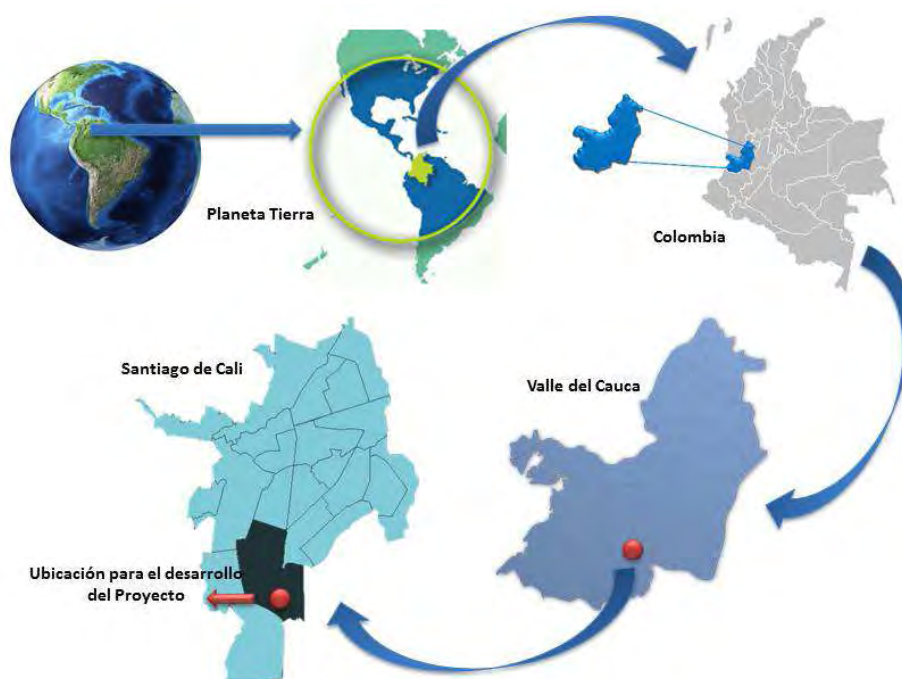 Planeta Tierra
Colombia
Santiago de Cali
Valle del Cauca
Ubicación para el desarrollo
del Proyecto